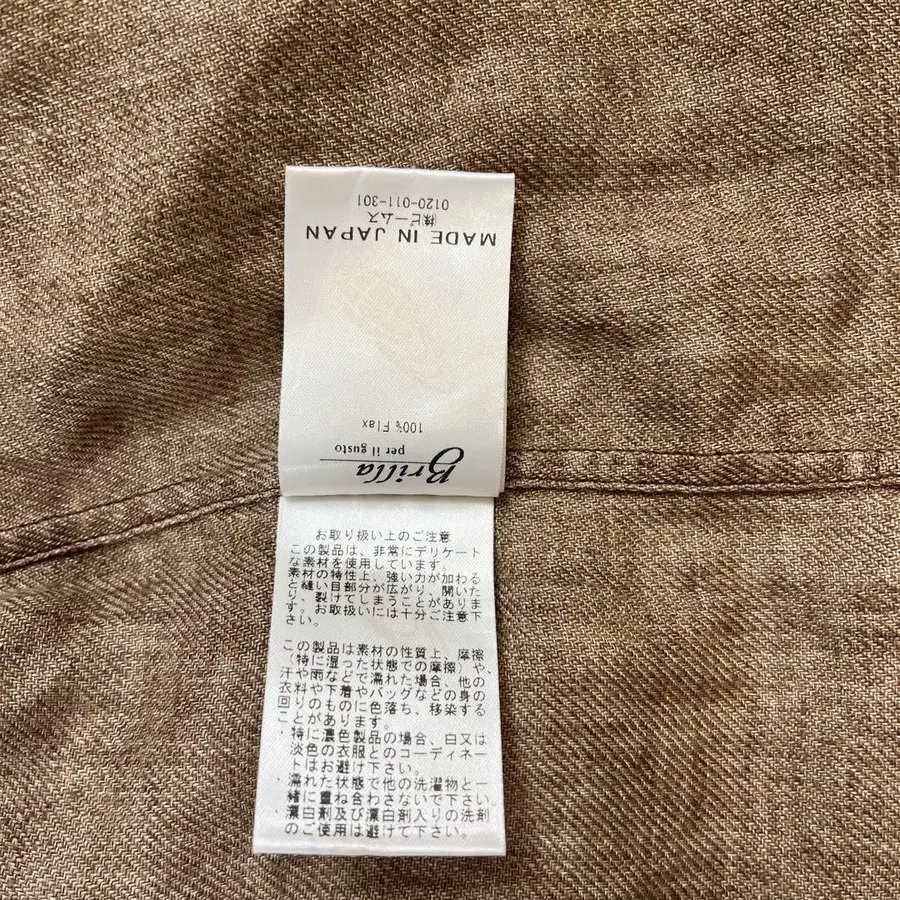 Brilla
per il gusto
100% Flax
MADE IN JAPAN
㈱ビームス
0120-011-301
お取り扱い上のご注意
この製品は、非常にデリケート
な素材を使用しています。
素材の特性上、強い力が加わる
と縫い目部分が広がり、開いた
り、裂けてしまうことがありま
す。お取扱いには十分ご注意下
さい。
この製品は素材の性質上、摩擦
（特に湿った状態での摩擦）や、
汗や雨などで濡れた場合、他の
衣料や下着やバッグなどの身の
回りのものに色落ち、移染する
ことがあります。
・特に濃色製品の場合、白又は
淡色の衣服とのコーディネー
トはお避け下さい。
・濡れた状態で他の洗濯物と一
緒に重ね合わさないで下さい。
・漂白剤及び漂白剤入りの洗剤
のご使用は避けて下さい。